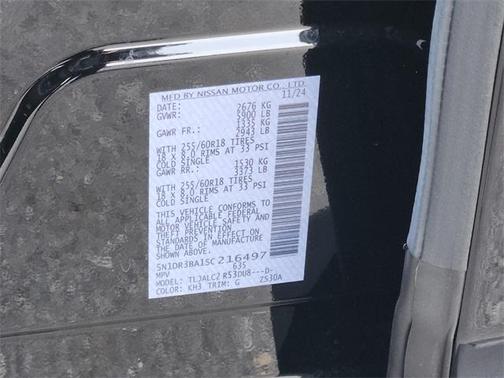 MFD BY NISSAN MOTOR CO., LTD.
DATE: 11/24
GVWR: 2676 KG
5900 LB
GAWR FR.: 1335 KG
2943 LB
WITH 255/60R18 TIRES
18 X 8.0 RIMS AT 33 PSI
COLD SINGLE
GAWR RR.: 1530 KG
3373 LB
WITH 255/60R18 TIRES
18 X 8.0 RIMS AT 33 PSI
COLD SINGLE
THIS VEHICLE CONFORMS TO
ALL APPLICABLE FEDERAL
MOTOR VEHICLE SAFETY
STANDARDS IN EFFECT ON
THE DATE OF MANUFACTURE
SHOWN ABOVE.
5N1DR3BA1SC216497
MPV 635
MODEL: TLJALC2 R53DU8---D-
COLOR: KH3 TRIM: G ZS30A